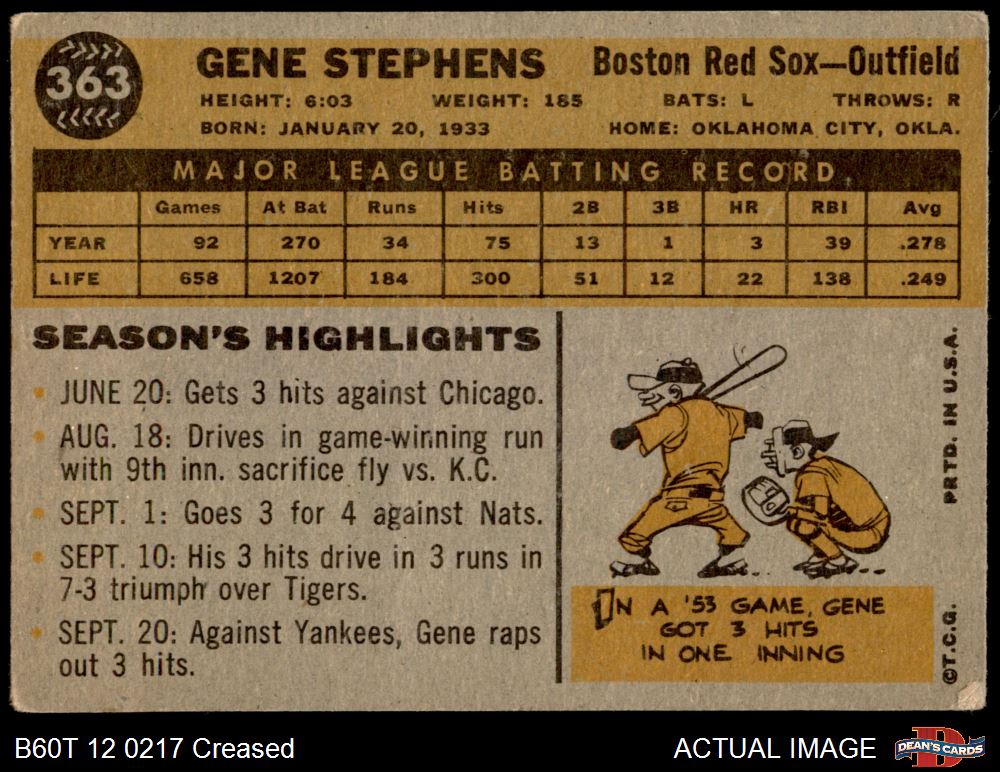 363
GENE STEPHENS
Boston Red Sox—Outfield
HEIGHT: 6:03 WEIGHT: 185 BATS: L THROWS: R
BORN: JANUARY 20, 1933 HOME: OKLAHOMA CITY, OKLA.
MAJOR LEAGUE BATTING RECORD
Games At Bat Runs Hits 2B 3B HR RBI Avg
YEAR 92 270 34 75 13 1 3 39 .278
LIFE 658 1207 184 300 51 12 22 138 .249
SEASON'S HIGHLIGHTS
• JUNE 20: Gets 3 hits against Chicago.
• AUG. 18: Drives in game-winning run
with 9th inn. sacrifice fly vs. K.C.
• SEPT. 1: Goes 3 for 4 against Nats.
• SEPT. 10: His 3 hits drive in 3 runs in
7-3 triumph over Tigers.
• SEPT. 20: Against Yankees, Gene raps
out 3 hits.
IN A '53 GAME, GENE
GOT 3 HITS
IN ONE INNING
PRTD. IN U.S.A.
©T.C.G.
B60T 12 0217 Creased
ACTUAL IMAGE
DEAN'S CARDS